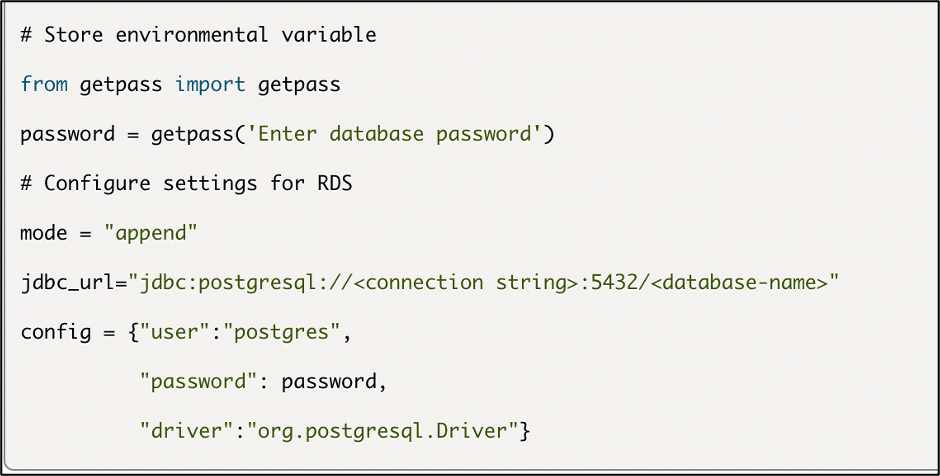 # Store environmental variable
from getpass import getpass
password = getpass('Enter database password')
# Configure settings for RDS
mode = "append"
jdbc_url="jdbc:postgresql://<connection string>:5432/<database-name>"
config = {"user":"postgres",
          "password": password,
          "driver":"org.postgresql.Driver"}